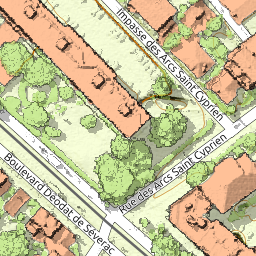 Impasse des Arcs Saint Cyprien
Rue des Arcs Saint Cyprien
Boulevard Déodat de Séverac